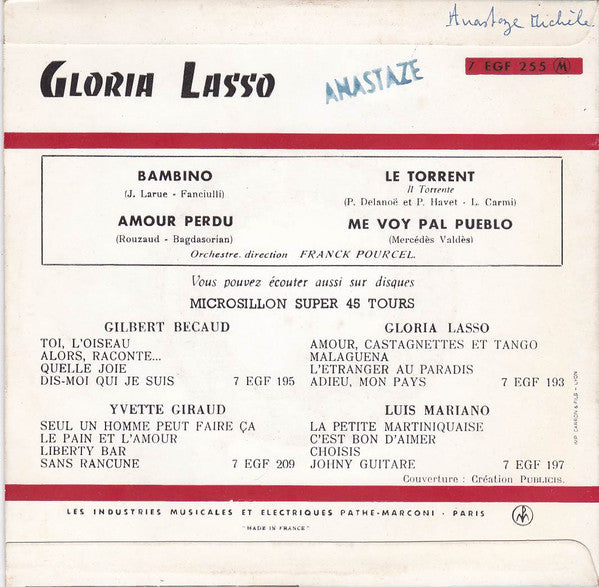 Anastaze Michèle
GLORIA LASSO
ANASTAZE
7 EGF 255 M
BAMBINO
(J. Larue - Fanciulli)
AMOUR PERDU
(Rouzaud - Bagdasorian)
LE TORRENT
Il Torrente
(P. Delanoë et P. Havet - L. Carmi)
ME VOY PAL PUEBLO
(Mercédès Valdès)
Orchestre. direction FRANCK POURCEL.
Vous pouvez écouter aussi sur disques
MICROSILLON SUPER 45 TOURS
GILBERT BECAUD
TOI, L'OISEAU
ALORS, RACONTE...
QUELLE JOIE
DIS-MOI QUI JE SUIS 7 EGF 195
GLORIA LASSO
AMOUR, CASTAGNETTES ET TANGO
MALAGUENA
L'ETRANGER AU PARADIS
ADIEU, MON PAYS 7 EGF 193
YVETTE GIRAUD
SEUL UN HOMME PEUT FAIRE ÇA
LE PAIN ET L'AMOUR
LIBERTY BAR
SANS RANCUNE 7 EGF 209
LUIS MARIANO
LA PETITE MARTINIQUAISE
C'EST BON D'AIMER
CHOISIS
JOHNY GUITARE 7 EGF 197
Couverture : Création PUBLICIS.
IMP. CARRON & FILS - LYON
LES INDUSTRIES MUSICALES ET ELECTRIQUES PATHE-MARCONI - PARIS
"MADE IN FRANCE"